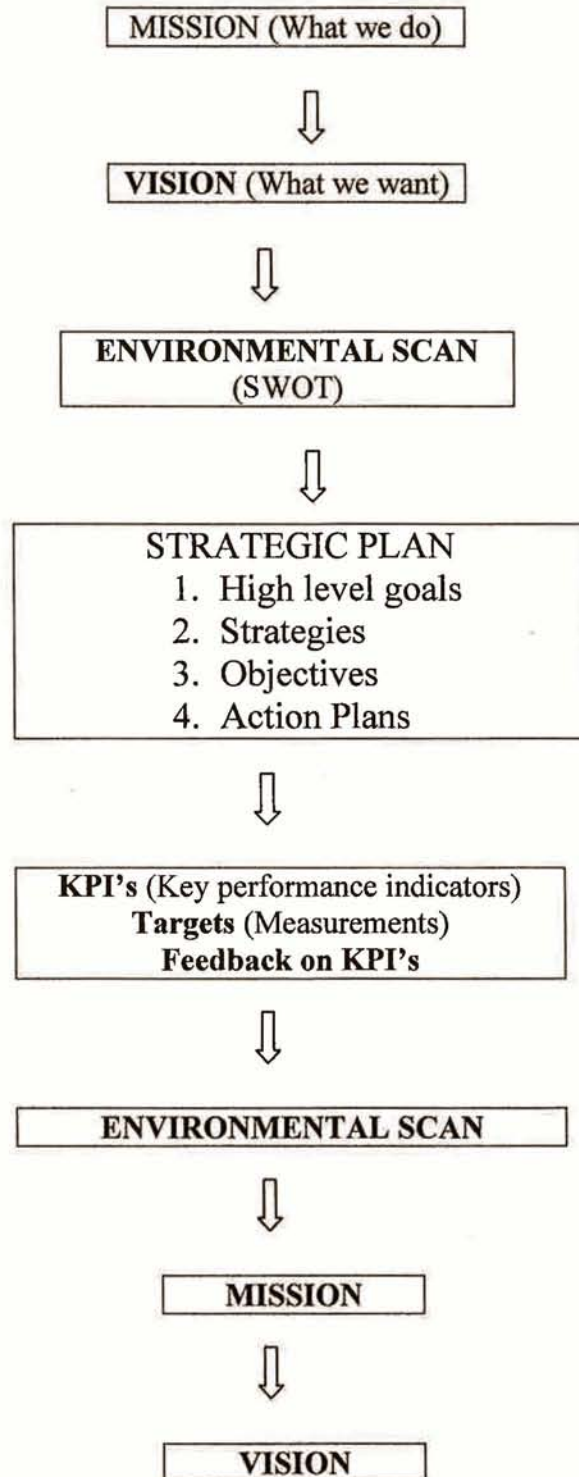 MISSION (What we do)
VISION (What we want)
ENVIRONMENTAL SCAN
(SWOT)
STRATEGIC PLAN
1. High level goals
2. Strategies
3. Objectives
4. Action Plans
KPI's (Key performance indicators)
Targets (Measurements)
Feedback on KPI's
ENVIRONMENTAL SCAN
MISSION
VISION